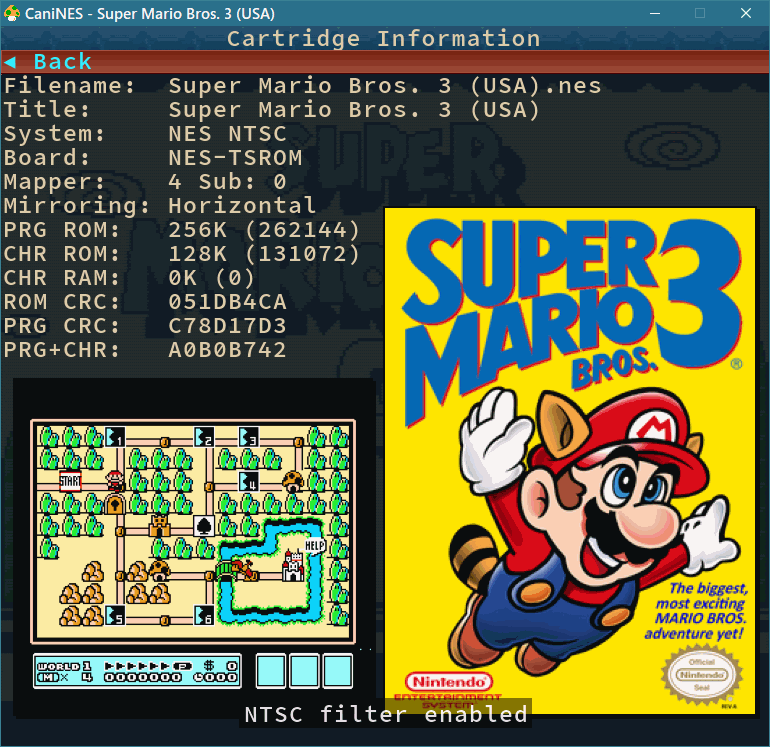 CaniNES - Super Mario Bros. 3 (USA)
Cartridge Information
◄ Back
Filename: Super Mario Bros. 3 (USA).nes
Title: Super Mario Bros. 3 (USA)
System: NES NTSC
Board: NES-TSROM
Mapper: 4 Sub: 0
Mirroring: Horizontal
PRG ROM: 256K (262144)
CHR ROM: 128K (131072)
CHR RAM: 0K (0)
ROM CRC: 051DB4CA
PRG CRC: C78D17D3
PRG+CHR: A0B0B742
SUPER
MARIO
BROS. 3
®
M
The biggest,
most exciting
MARIO BROS.
adventure yet!
Official
Nintendo
Seal
REV-A
Nintendo
ENTERTAINMENT
SYSTEM
1 2 3
START
4
HELP
5 6
WORLD 1 P $ 0
M × 4 0000000 000
NTSC filter enabled